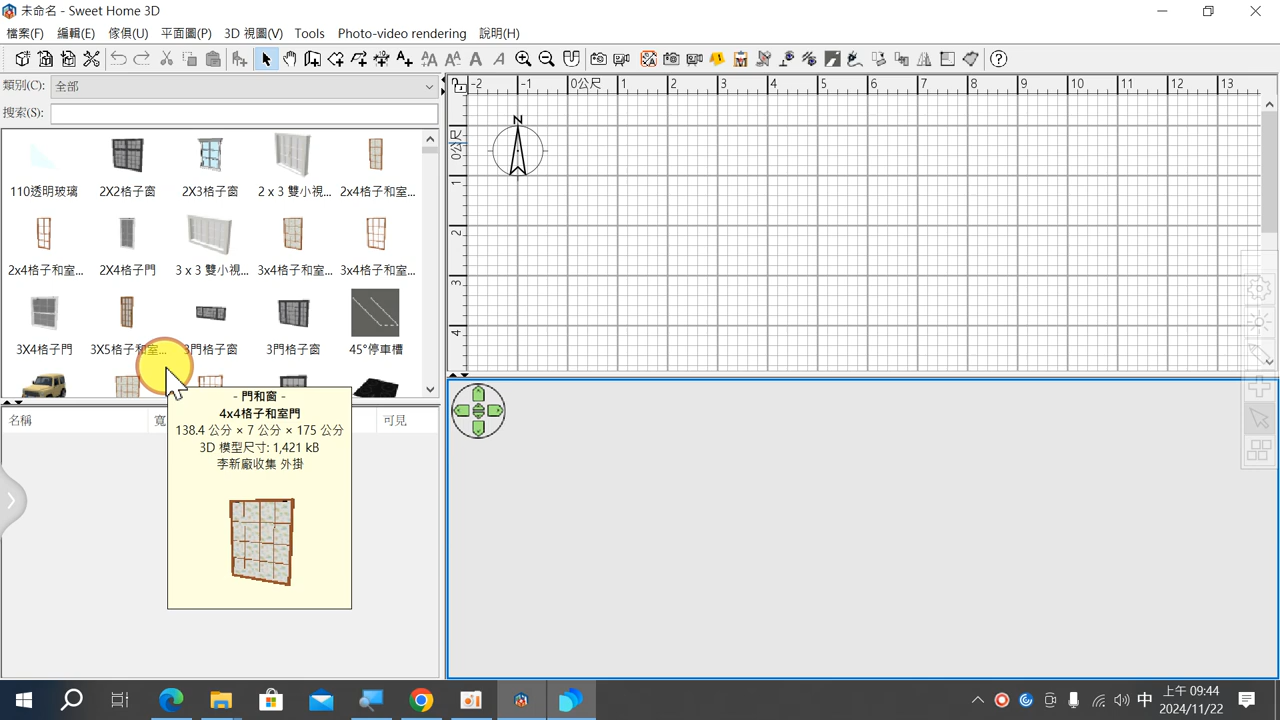 未命名 - Sweet Home 3D
檔案(F) 編輯(E) 傢俱(U) 平面圖(P) 3D 視圖(V) Tools Photo-video rendering 說明(H)
類別(C): 全部
搜索(S):
-2 -1 0公尺 1 2 3 4 5 6 7 8 9 10 11 12 13
N
0公尺
1
2
3
4
110透明玻璃 2X2格子窗 2X3格子窗 2 x 3 雙小視... 2x4格子和室...
2x4格子和室... 2X4格子門 3 x 3 雙小視... 3x4格子和室... 3x4格子和室...
3X4格子門 3X5格子和室... 3門格子窗 3門格子窗 45°停車槽
名稱 寬 可見
- 門和窗 -
4x4格子和室門
138.4 公分 × 7 公分 × 175 公分
3D 模型尺寸: 1,421 kB
李新廠收集 外掛
中
上午 09:44
2024/11/22